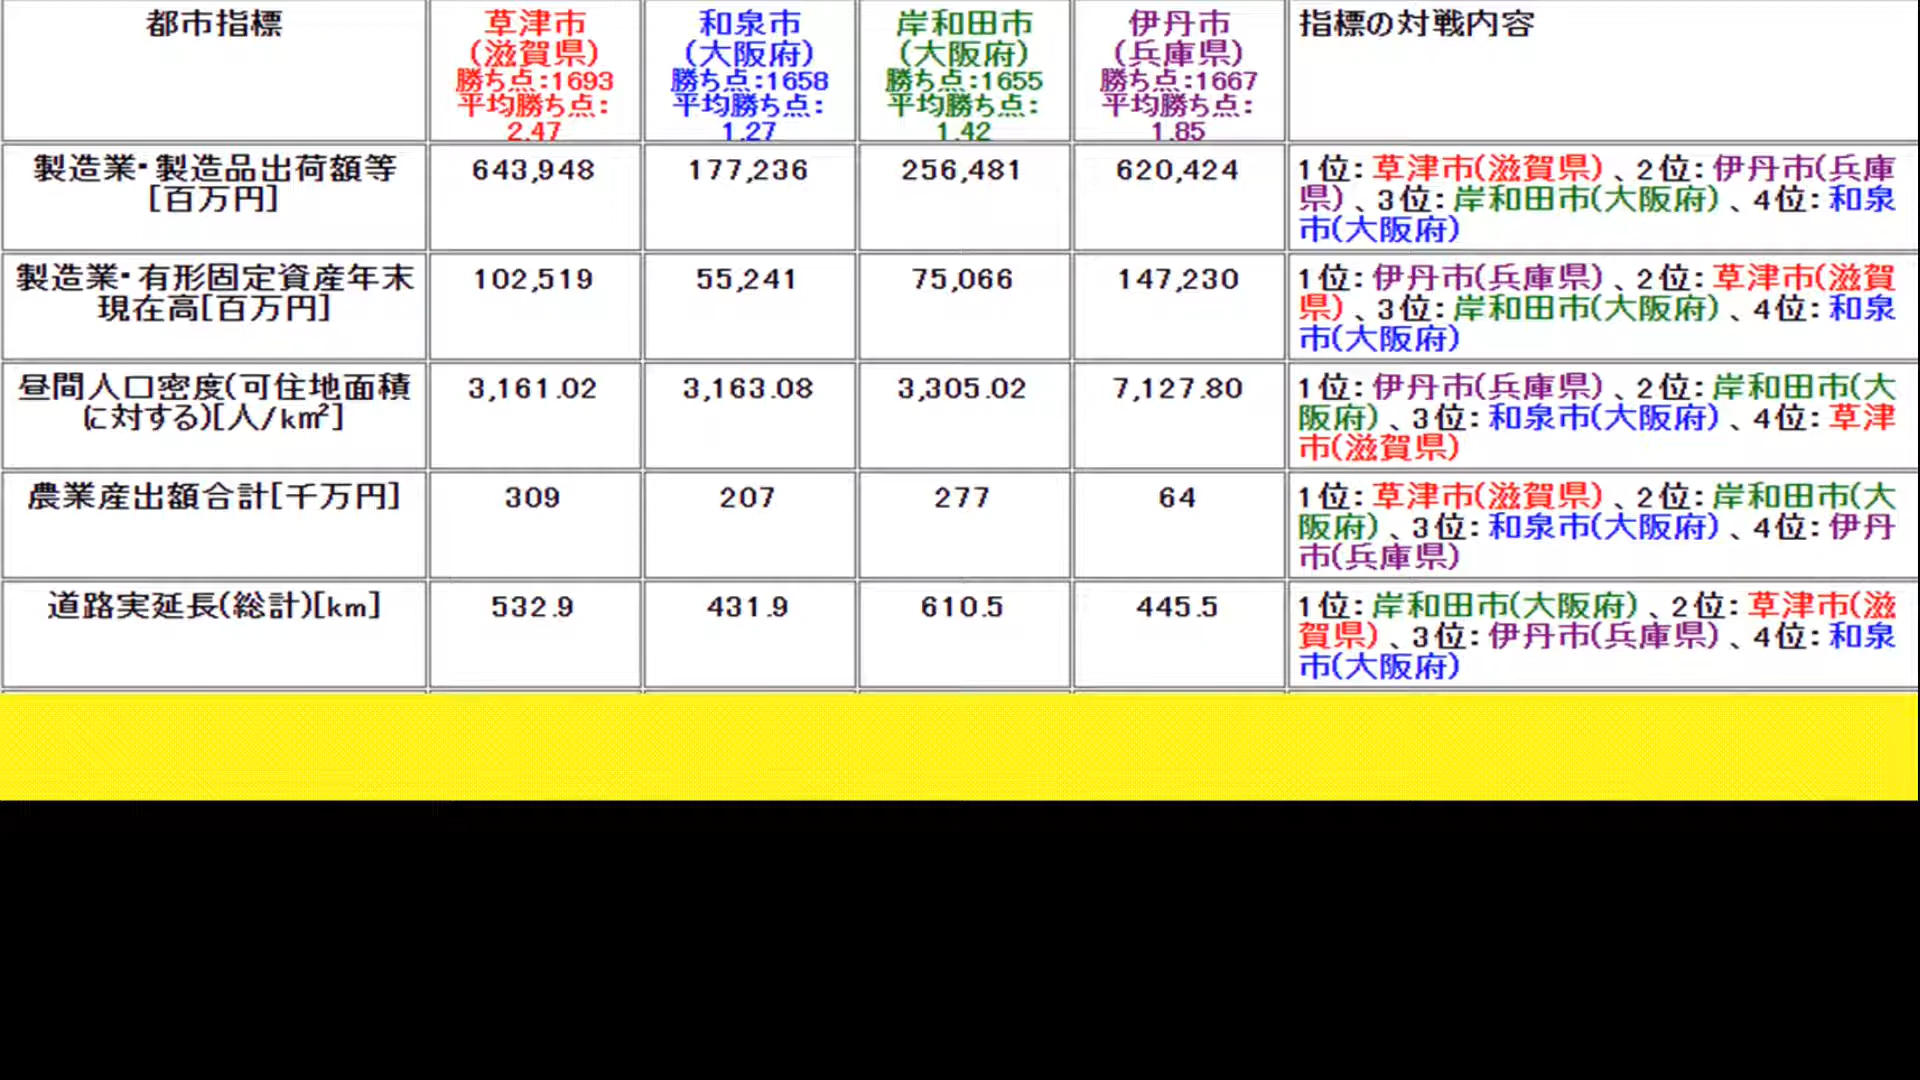 都市指標
草津市
(滋賀県)
勝ち点:1693
平均勝ち点:
2.47
和泉市
(大阪府)
勝ち点:1658
平均勝ち点:
1.27
岸和田市
(大阪府)
勝ち点:1655
平均勝ち点:
1.42
伊丹市
(兵庫県)
勝ち点:1667
平均勝ち点:
1.85
指標の対戦内容
製造業・製造品出荷額等
[百万円]
643,948
177,236
256,481
620,424
1位:草津市(滋賀県)、2位:伊丹市(兵庫
県)、3位:岸和田市(大阪府)、4位:和泉
市(大阪府)
製造業・有形固定資産年末
現在高[百万円]
102,519
55,241
75,066
147,230
1位:伊丹市(兵庫県)、2位:草津市(滋賀
県)、3位:岸和田市(大阪府)、4位:和泉
市(大阪府)
昼間人口密度(可住地面積
に対する)[人/k㎡]
3,161.02
3,163.08
3,305.02
7,127.80
1位:伊丹市(兵庫県)、2位:岸和田市(大
阪府)、3位:和泉市(大阪府)、4位:草津
市(滋賀県)
農業産出額合計[千万円]
309
207
277
64
1位:草津市(滋賀県)、2位:岸和田市(大
阪府)、3位:和泉市(大阪府)、4位:伊丹
市(兵庫県)
道路実延長(総計)[km]
532.9
431.9
610.5
445.5
1位:岸和田市(大阪府)、2位:草津市(滋
賀県)、3位:伊丹市(兵庫県)、4位:和泉
市(大阪府)